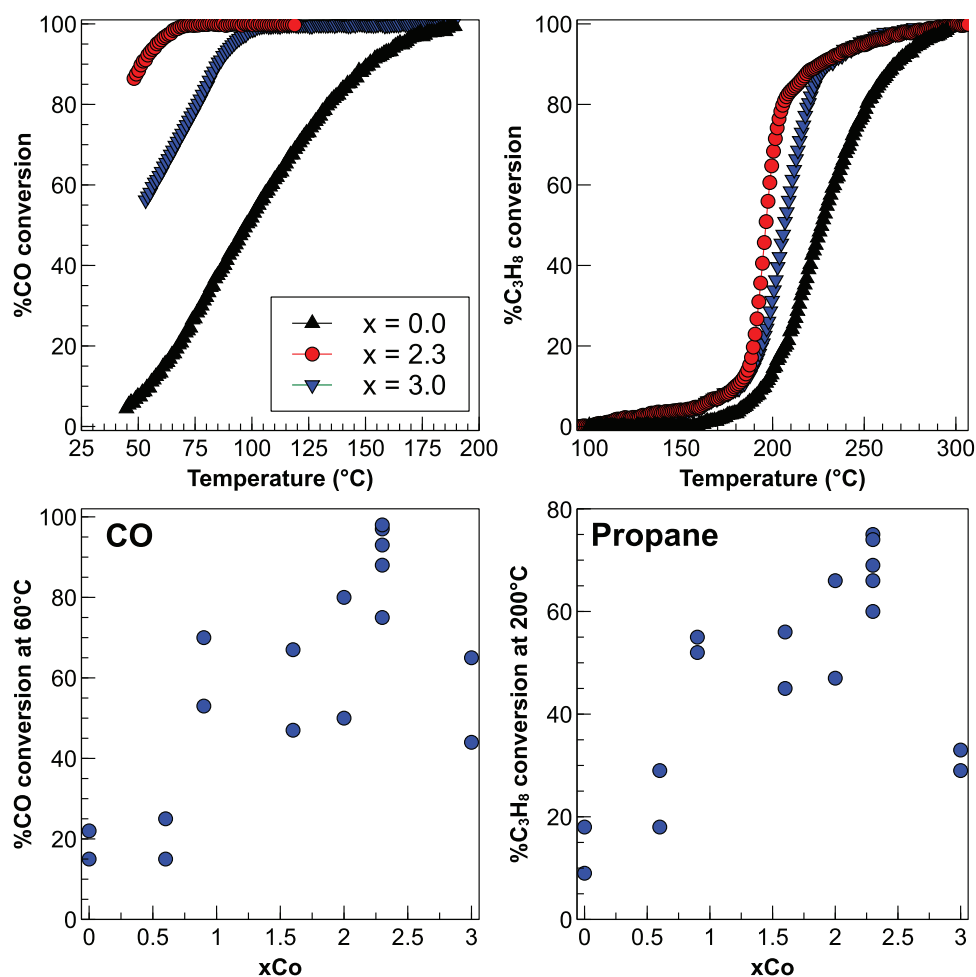 100
80
60
40
20
0
%CO conversion
25 50 75 100 125 150 175 200
Temperature (°C)
x = 0.0
x = 2.3
x = 3.0
100
80
60
40
20
0
%C₃H₈ conversion
100 150 200 250 300
Temperature (°C)
CO
100
80
60
40
20
0
%CO conversion at 60°C
0 0.5 1 1.5 2 2.5 3
xCo
Propane
80
60
40
20
0
%C₃H₈ conversion at 200°C
0 0.5 1 1.5 2 2.5 3
xCo